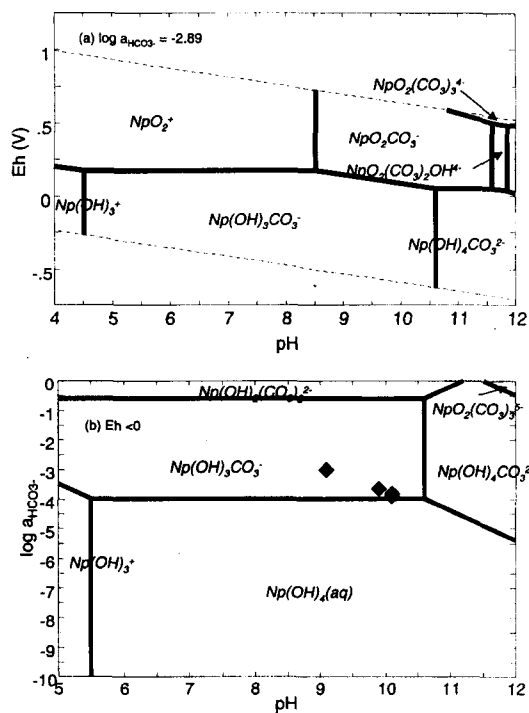 (a) log aHCO3- = -2.89
NpO2(CO3)3 4-
NpO2+
NpO2CO3-
NpO2(CO3)2OH4-
Np(OH)3+
Np(OH)3CO3-
Np(OH)4CO3 2-
Eh (V)
1
.5
0
-.5
4 5 6 7 8 9 10 11 12
pH
Np(OH)2(CO3)2 2-
(b) Eh <0
NpO2(CO3)3 5-
Np(OH)3CO3-
Np(OH)4CO3 2-
Np(OH)3+
Np(OH)4(aq)
log aHCO3-
0
-1
-2
-3
-4
-5
-6
-7
-8
-9
-10
5 6 7 8 9 10 11 12
pH